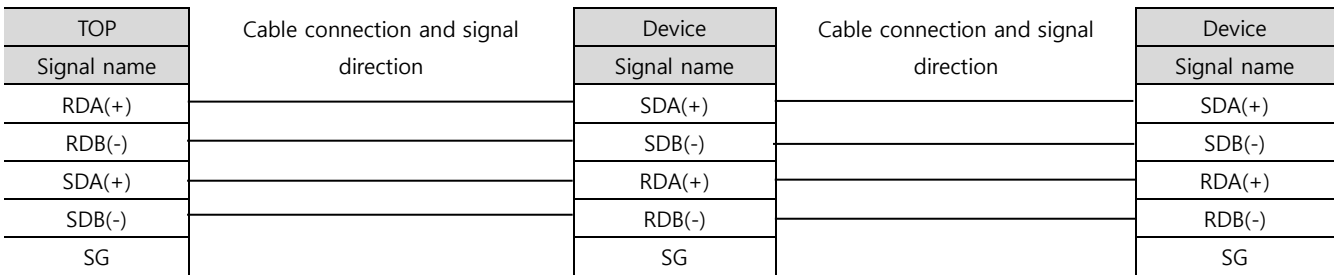 TOP Cable connection and signal Device Cable connection and signal Device
Signal name direction Signal name direction Signal name
RDA(+) SDA(+) SDA(+)
RDB(-) SDB(-) SDB(-)
SDA(+) RDA(+) RDA(+)
SDB(-) RDB(-) RDB(-)
SG SG SG